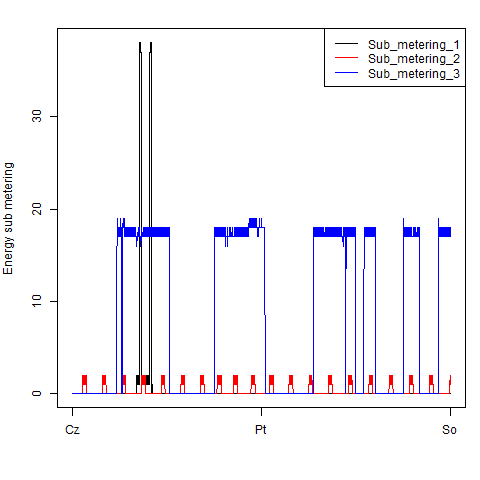 Sub_metering_1
Sub_metering_2
Sub_metering_3
Energy sub metering
30
20
10
0
Cz Pt So